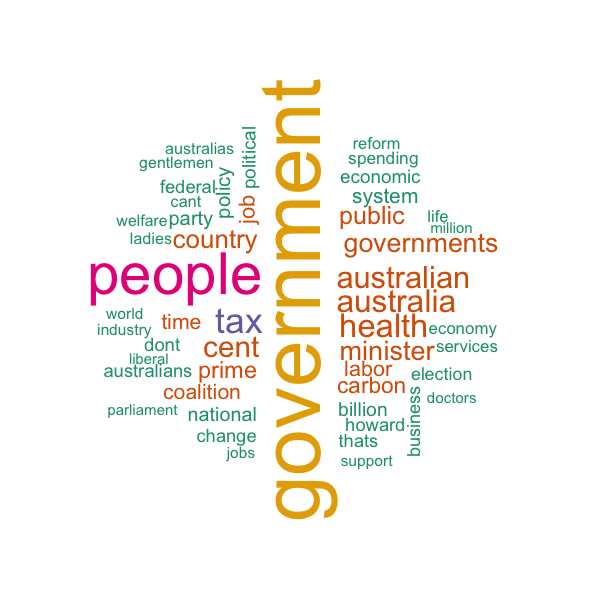 government
australias
political
gentlemen
policy
federal
cant
job
welfare
party
ladies
country
people
world
time
tax
industry
dont
cent
liberal
australians
prime
coalition
parliament
national
change
jobs
reform
spending
economic
system
public
life
million
governments
australian
australia
health
economy
minister
services
labor
election
carbon
business
doctors
billion
howard
thats
support